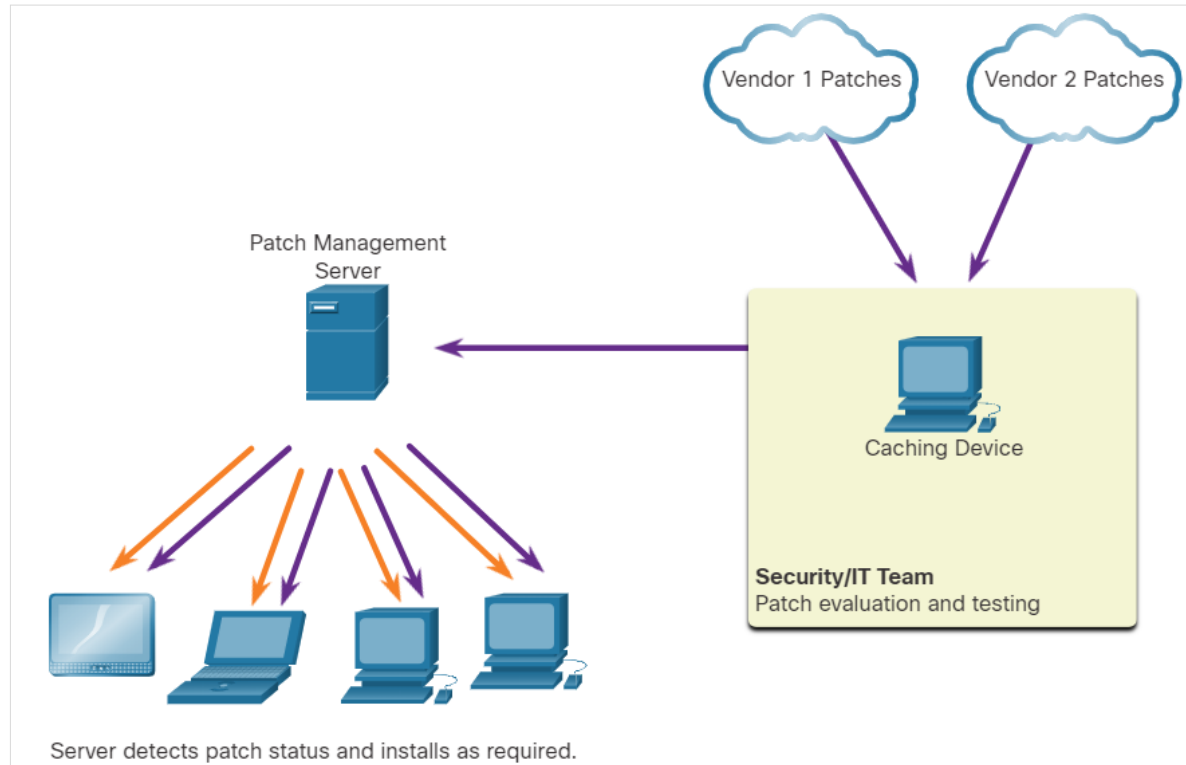 Vendor 1 Patches
Vendor 2 Patches
Patch Management
Server
Caching Device
Security/IT Team
Patch evaluation and testing
Server detects patch status and installs as required.